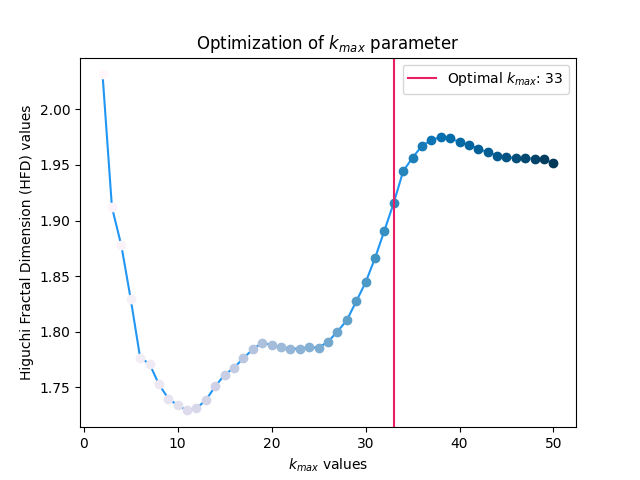 Optimization of k_max parameter
Optimal k_max: 33
Higuchi Fractal Dimension (HFD) values
2.00
1.95
1.90
1.85
1.80
1.75
0 10 20 30 40 50
k_max values